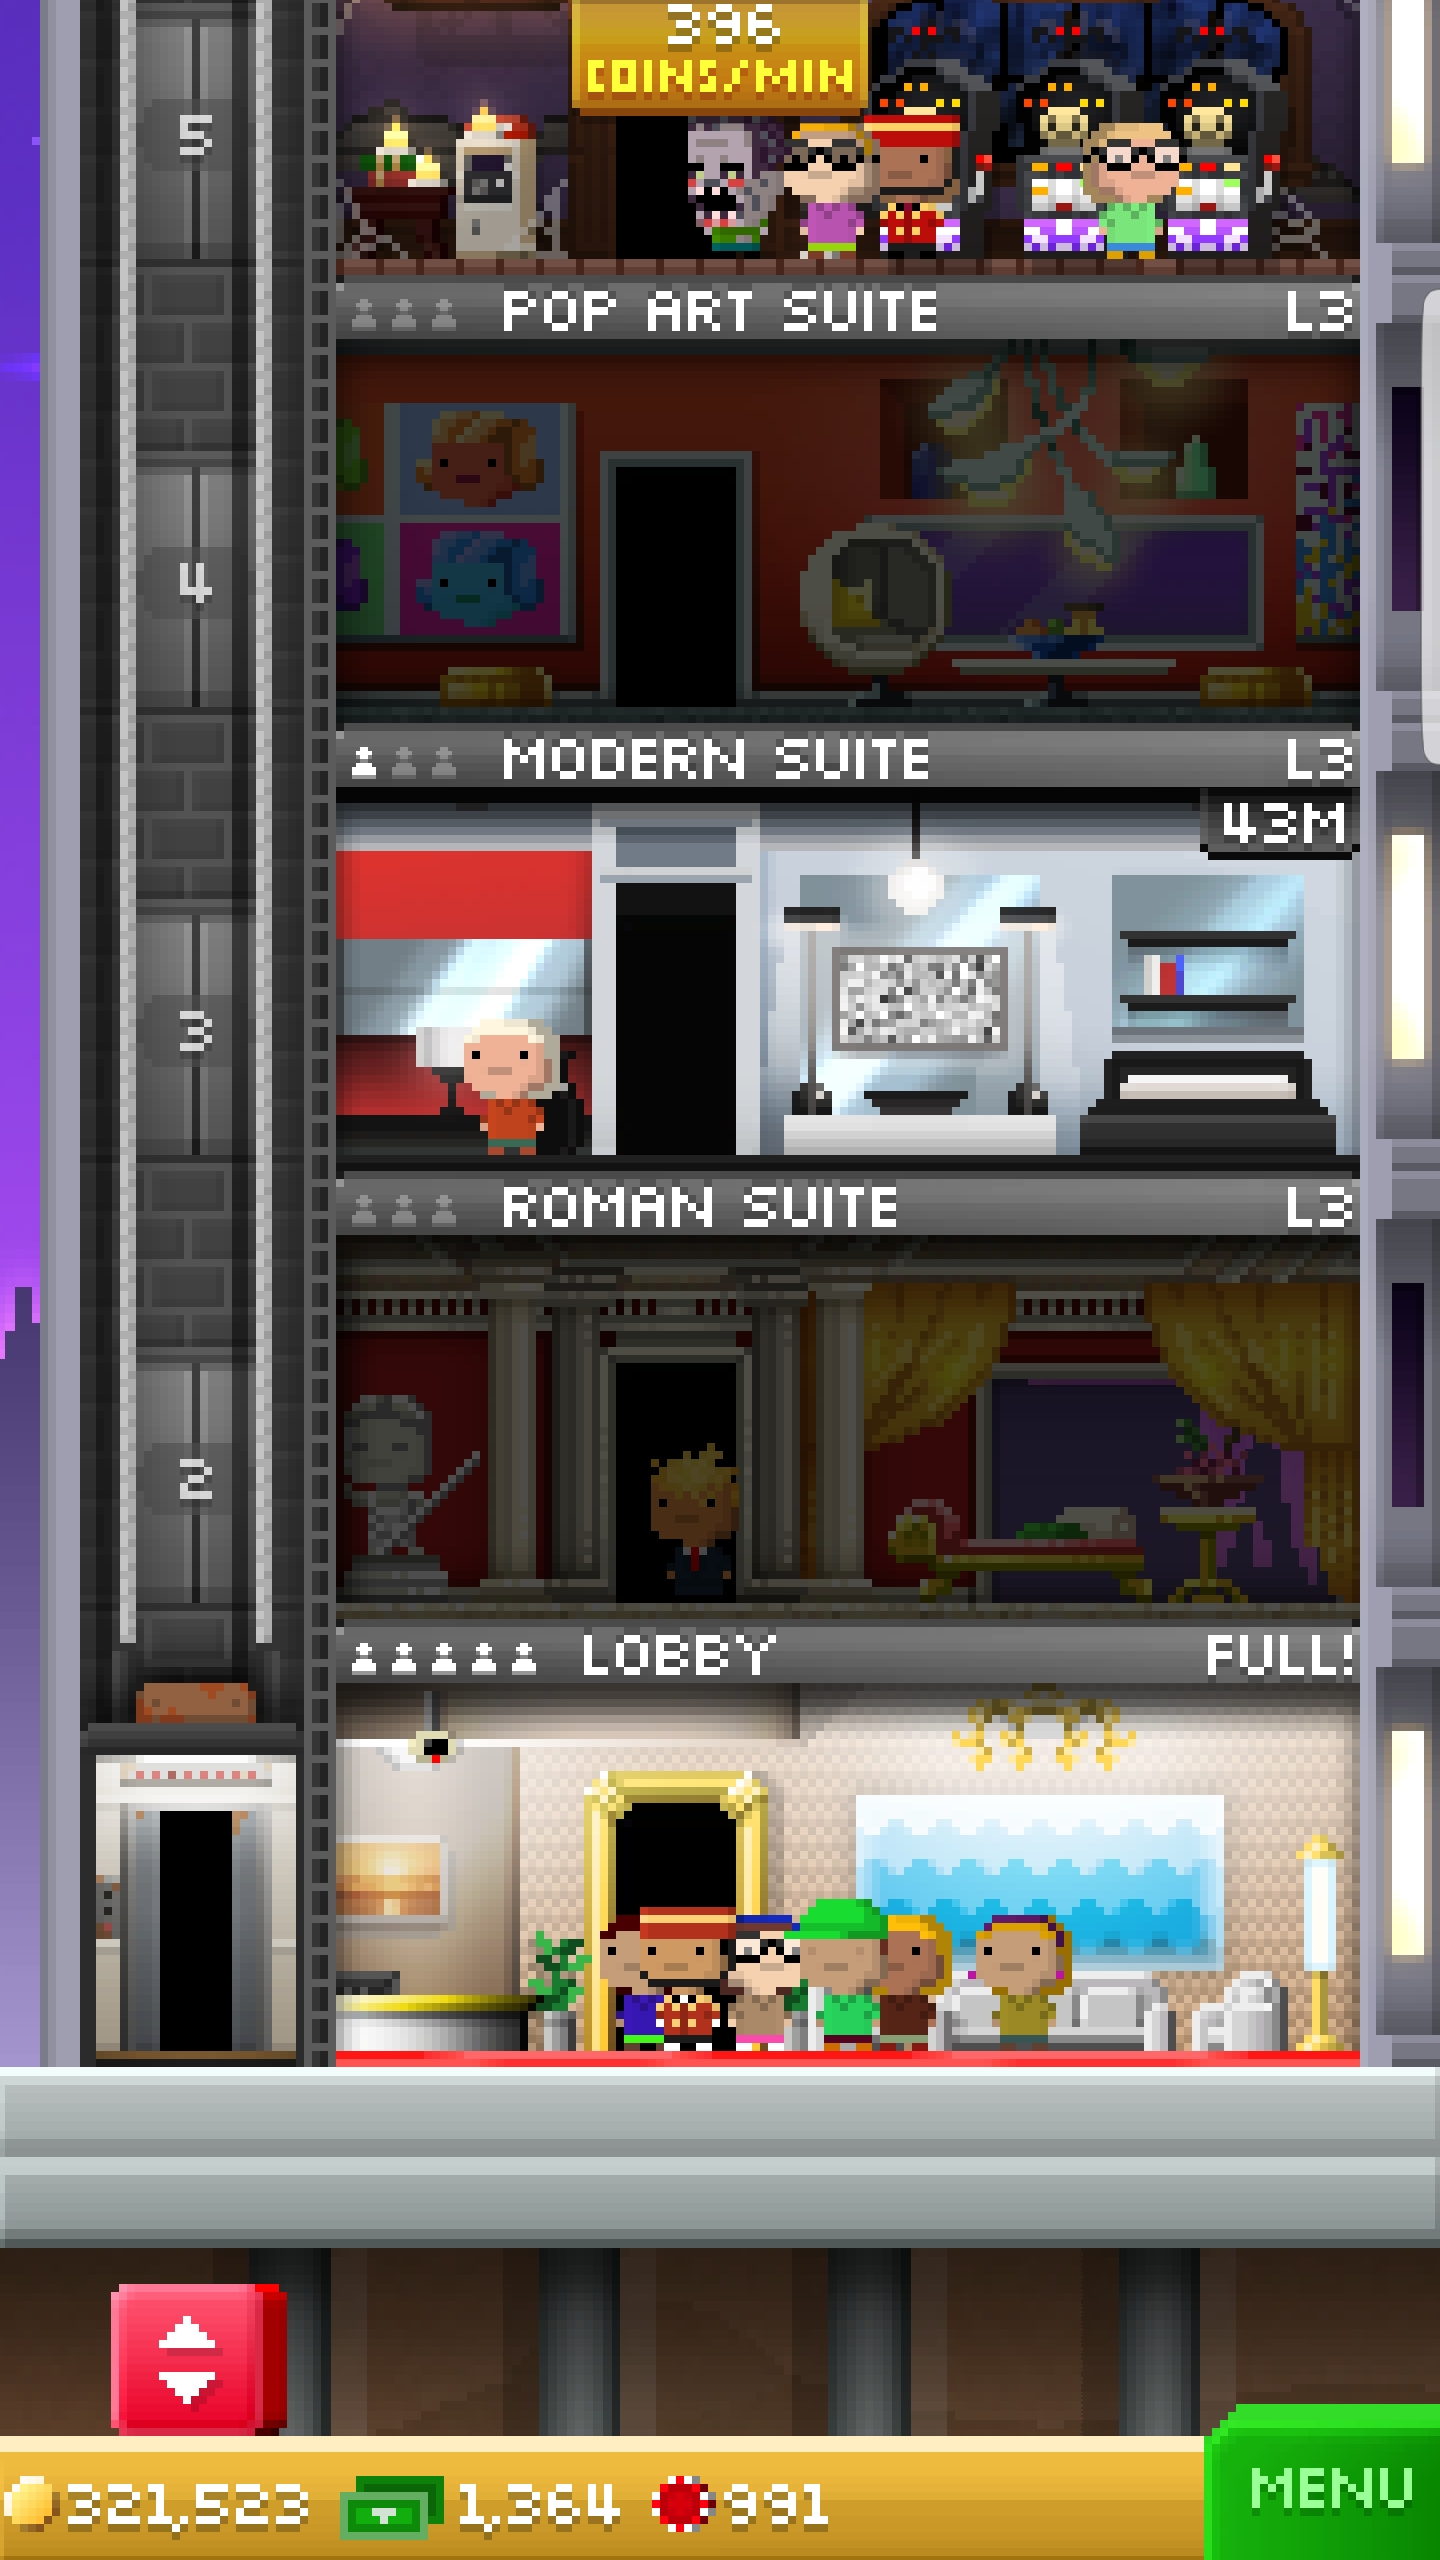 396
COINS/MIN
5
POP ART SUITE L3
4
MODERN SUITE L3
43M
3
ROMAN SUITE L3
2
LOBBY FULL!
321,523 1,364 991
MENU